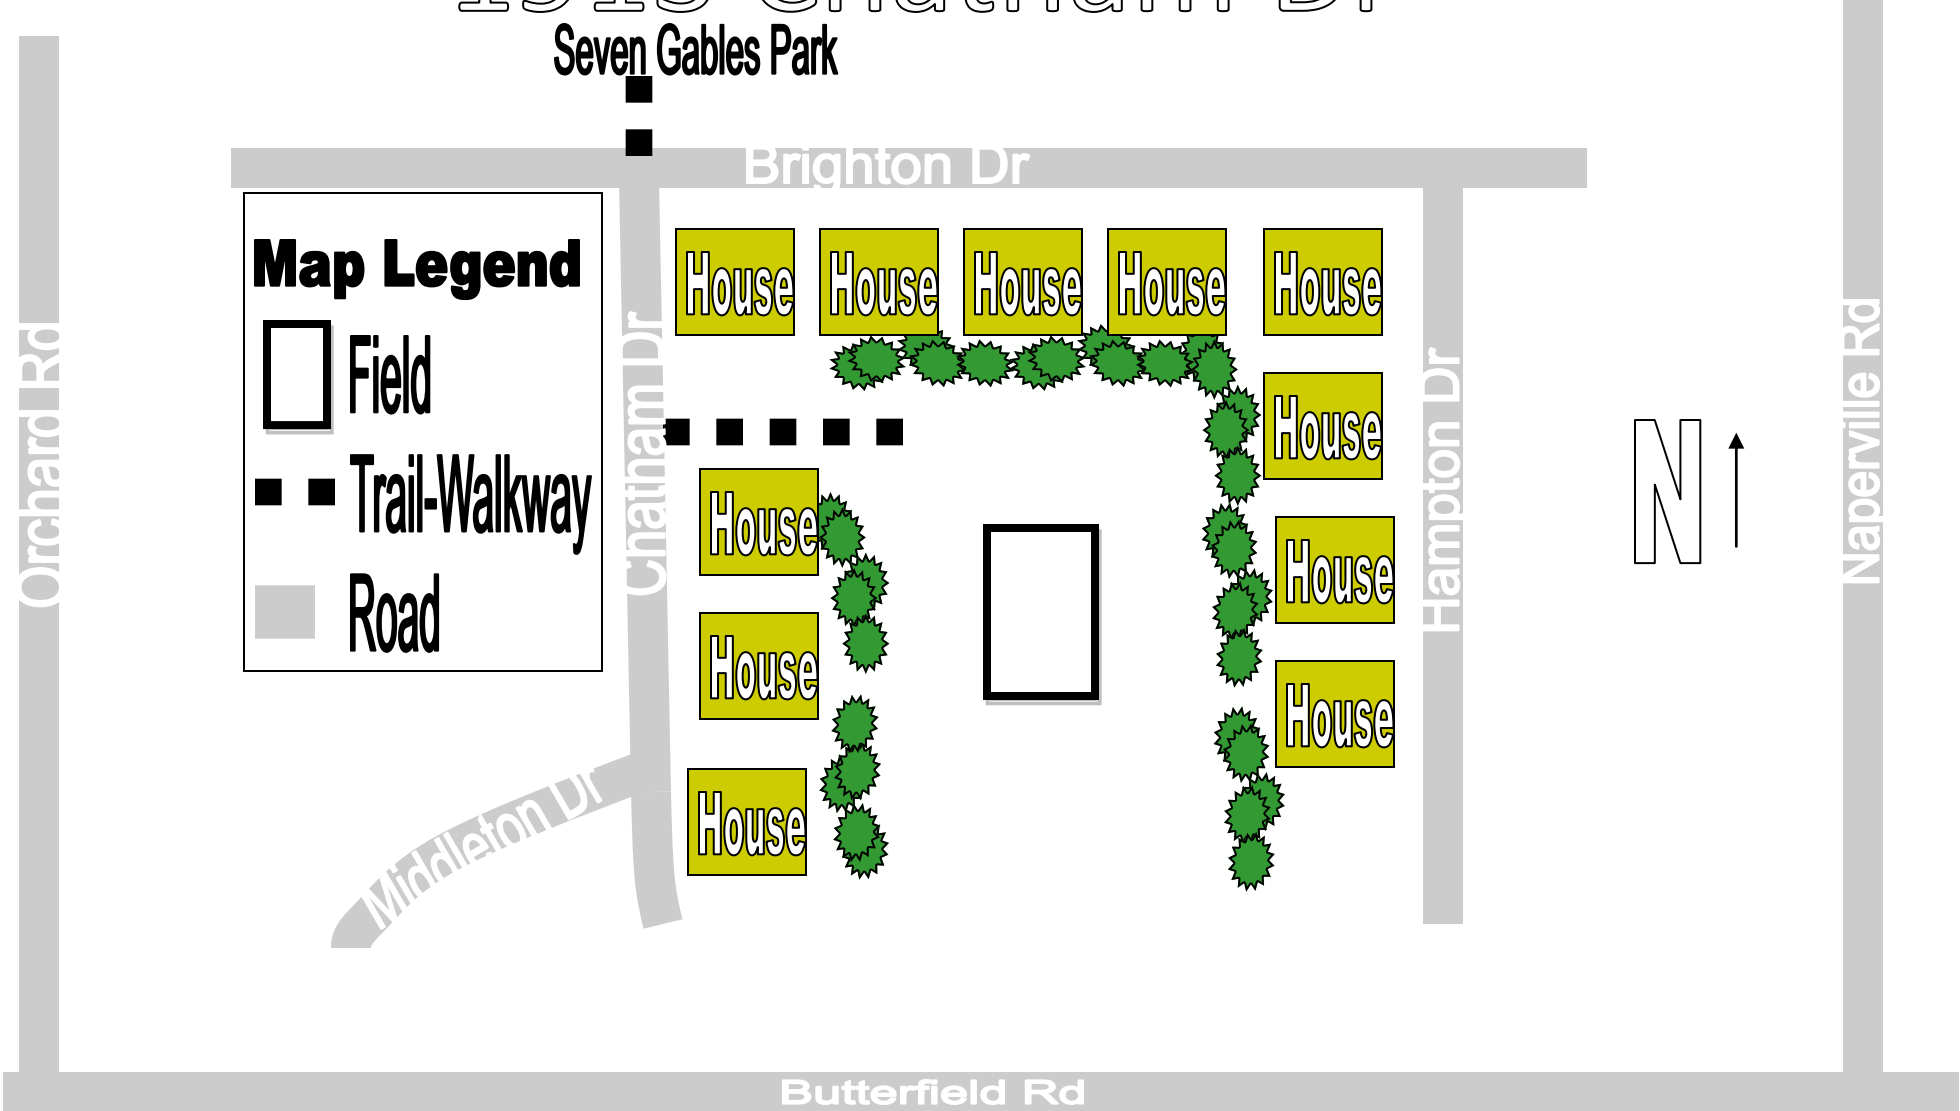 Seven Gables Park
Brighton Dr
Map Legend
Field
Trail-Walkway
Road
Orchard Rd
Chatham Dr
House
House
House
House
House
House
House
House
House
House
House
Hampton Dr
N
Naperville Rd
Middleton Dr
Butterfield Rd